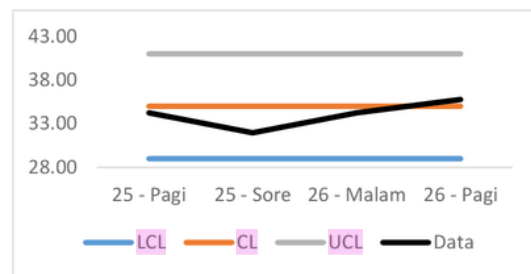 43.00
38.00
33.00
28.00
25 - Pagi 25 - Sore 26 - Malam 26 - Pagi
LCL CL UCL Data